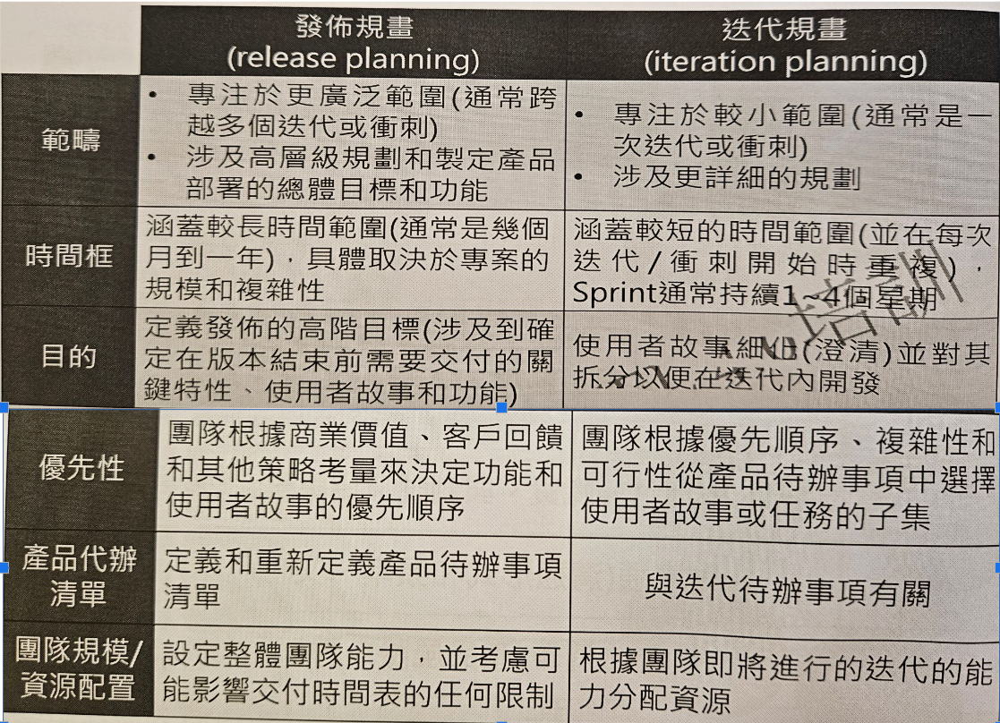 發佈規畫
(release planning)
迭代規畫
(iteration planning)
範疇
• 專注於更廣泛範圍(通常跨
越多個迭代或衝刺)
• 涉及高層級規劃和製定產品
部署的總體目標和功能
• 專注於較小範圍(通常是一
次迭代或衝刺)
• 涉及更詳細的規劃
時間框
涵蓋較長時間範圍(通常是幾個
月到一年)，具體取決於專案的
規模和複雜性
涵蓋較短的時間範圍(並在每次
迭代/衝刺開始時重複)，
Sprint通常持續1~4個星期
目的
定義發佈的高階目標(涉及到確
定在版本結束前需要交付的關
鍵特性、使用者故事和功能)
使用者故事細化(澄清)並對其
拆分以便在迭代內開發
培訓
優先性
團隊根據商業價值、客戶回饋
和其他策略考量來決定功能和
使用者故事的優先順序
團隊根據優先順序、複雜性和
可行性從產品待辦事項中選擇
使用者故事或任務的子集
產品代辦
清單
定義和重新定義產品待辦事項
清單
與迭代待辦事項有關
團隊規模/
資源配置
設定整體團隊能力，並考慮可
能影響交付時間表的任何限制
根據團隊即將進行的迭代的能
力分配資源